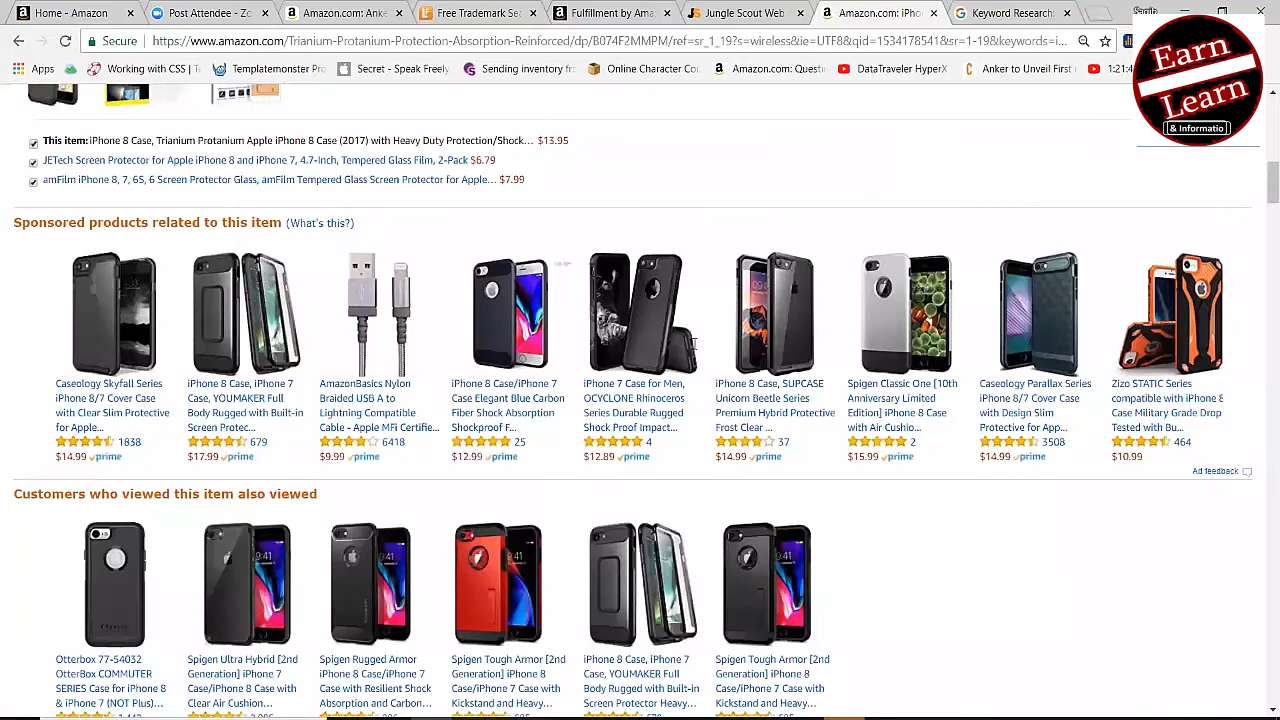 Home - Amazon
Post Attendee - Zo
Amazon.com: Anke
Free Trademark Se
Fulfillment by Ama
Jungle Scout Web
Amazon.com: iPho
Keyword Research:
Secure
https://www.amazon.com/Trianium-Protanium-Protection-Absorption-Reinforced/dp/B074F2MMPM/ref=sr_1_19?s=wireless&ie=UTF8&qid=1534178541&sr=1-19&keywords=i...
Apps
Working with CSS | T
Templatemonster Pr
Secret - Speak Freely
g my inventory fr
Online Character Cou
Amazon.com: Questi
DataTraveler HyperX
Anker to Unveil First
1:21:4
Earn
Learn
& Informatio
This item: iPhone 8 Case, Trianium Protanium Apple iPhone 8 Case (2017) with Heavy Duty Protection/Shock... $13.95
JETech Screen Protector for Apple iPhone 8 and iPhone 7, 4.7-Inch, Tempered Glass Film, 2-Pack $6.79
amFilm iPhone 8, 7, 6S, 6 Screen Protector Glass, amFilm Tempered Glass Screen Protector for Apple... $7.99
Sponsored products related to this item (What's this?)
Caseology Skyfall Series
iPhone 8/7 Cover Case
with Clear Slim Protective
for Apple...
1838
$14.99 prime
iPhone 8 Case, iPhone 7
Case, YOUMAKER Full
Body Rugged with Built-in
Screen Protec...
679
$17.99 prime
AmazonBasics Nylon
Braided USB A to
Lightning Compatible
Cable - Apple MFi Certifie...
6418
$9.99 prime
iPhone 8 Case/iPhone 7
Case Elegant Blue Carbon
Fiber Shock Absorption
Shockproof F...
25
$12.99 prime
iPhone 7 Case for Men,
OCYCLONE Rhinoceros
Series Durable Rugged
Shock Proof Impact...
4
$12.89 prime
iPhone 8 Case, SUPCASE
Unicorn Beetle Series
Premium Hybrid Protective
Frost Clear ...
37
$14.99 prime
Spigen Classic One [10th
Anniversary Limited
Edition] iPhone 8 Case
with Air Cushio...
2
$15.99 prime
Caseology Parallax Series
iPhone 8/7 Cover Case
with Design Slim
Protective for App...
3508
$14.99 prime
Zizo STATIC Series
compatible with iPhone 8
Case Military Grade Drop
Tested with Bu...
464
$10.99
Ad feedback
Customers who viewed this item also viewed
Otterbox 77-54032
OtterBox COMMUTER
SERIES Case for iPhone 8
& iPhone 7 (NOT Plus)...
Spigen Ultra Hybrid [2nd
Generation] iPhone 7
Case/iPhone 8 Case with
Clear Air Cushion...
Spigen Rugged Armor
iPhone 8 Case/iPhone 7
Case with Resilient Shock
Absorption and Carbon...
Spigen Tough Armor [2nd
Generation] iPhone 8
Case/iPhone 7 Case with
Kickstand and Heavy...
iPhone 8 Case, iPhone 7
Case, YOUMAKER Full
Body Rugged with Built-in
Screen Protector Heavy...
Spigen Tough Armor [2nd
Generation] iPhone 8
Case/iPhone 7 Case with
Kickstand and Heavy...